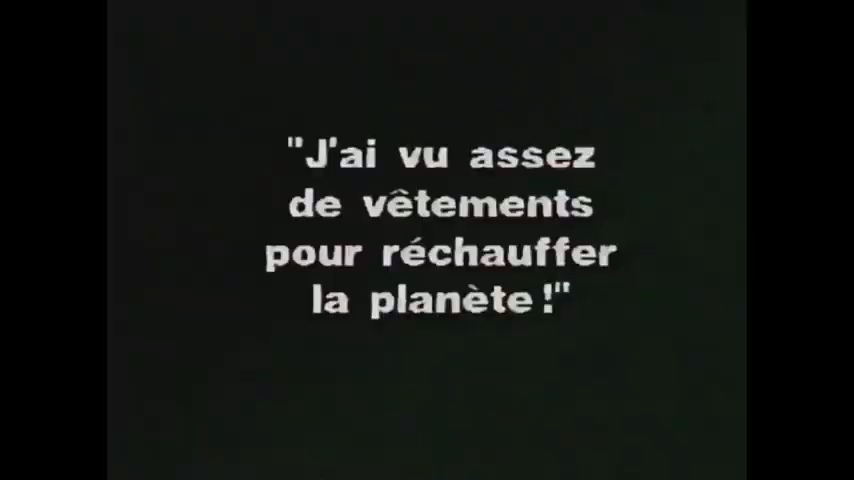 "J'ai vu assez
de vêtements
pour réchauffer
la planète !"